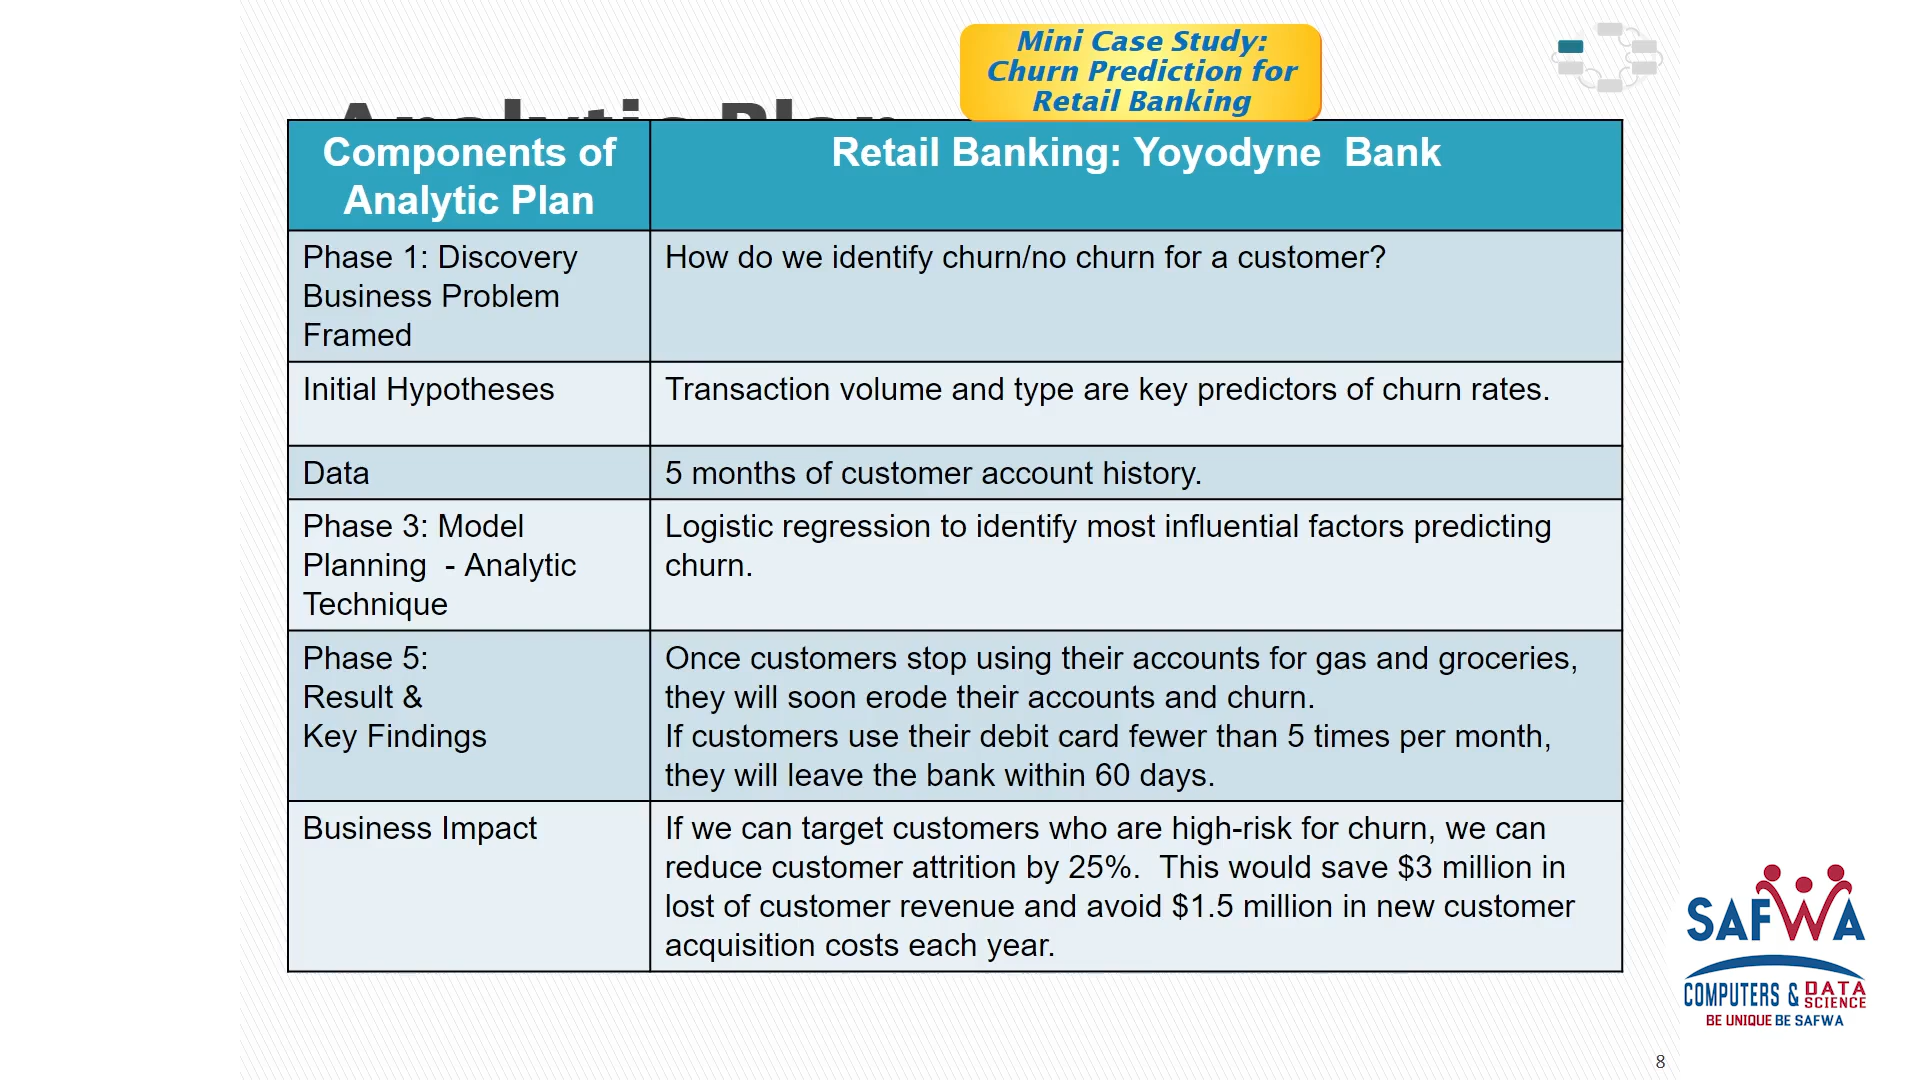 Mini Case Study:
Churn Prediction for
Retail Banking
Analytic Plan
Components of
Analytic Plan
Retail Banking: Yoyodyne  Bank
Phase 1: Discovery
Business Problem
Framed
How do we identify churn/no churn for a customer?
Initial Hypotheses
Transaction volume and type are key predictors of churn rates.
Data
5 months of customer account history.
Phase 3: Model
Planning  - Analytic
Technique
Logistic regression to identify most influential factors predicting
churn.
Phase 5:
Result &
Key Findings
Once customers stop using their accounts for gas and groceries,
they will soon erode their accounts and churn.
If customers use their debit card fewer than 5 times per month,
they will leave the bank within 60 days.
Business Impact
If we can target customers who are high-risk for churn, we can
reduce customer attrition by 25%.  This would save $3 million in
lost of customer revenue and avoid $1.5 million in new customer
acquisition costs each year.
SAFWA
COMPUTERS & DATA SCIENCE
BE UNIQUE BE SAFWA
8